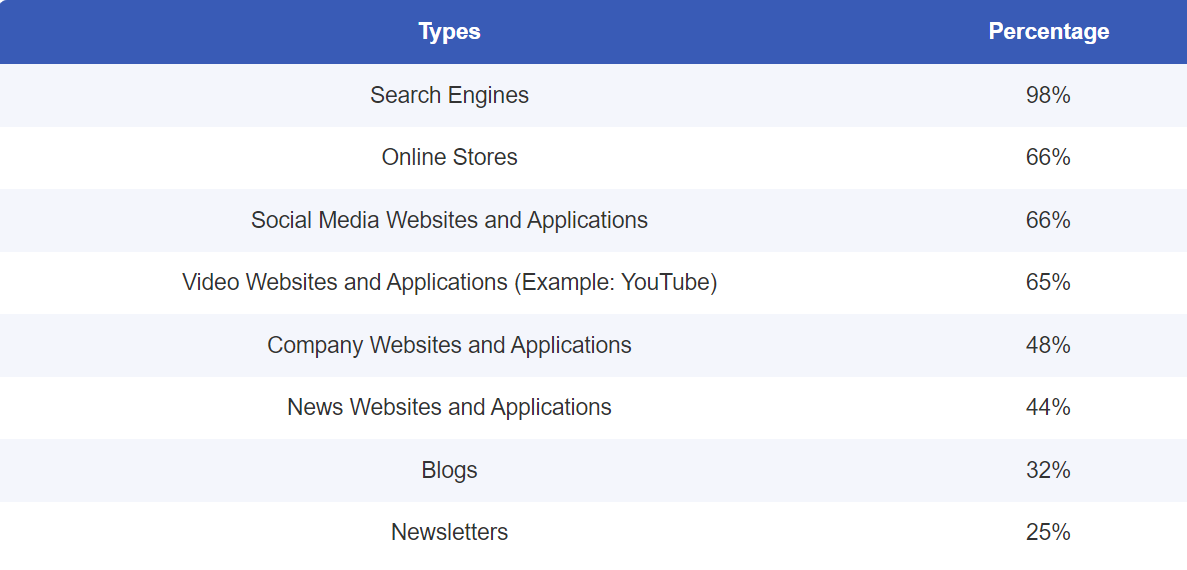 Types Percentage
Search Engines 98%
Online Stores 66%
Social Media Websites and Applications 66%
Video Websites and Applications (Example: YouTube) 65%
Company Websites and Applications 48%
News Websites and Applications 44%
Blogs 32%
Newsletters 25%